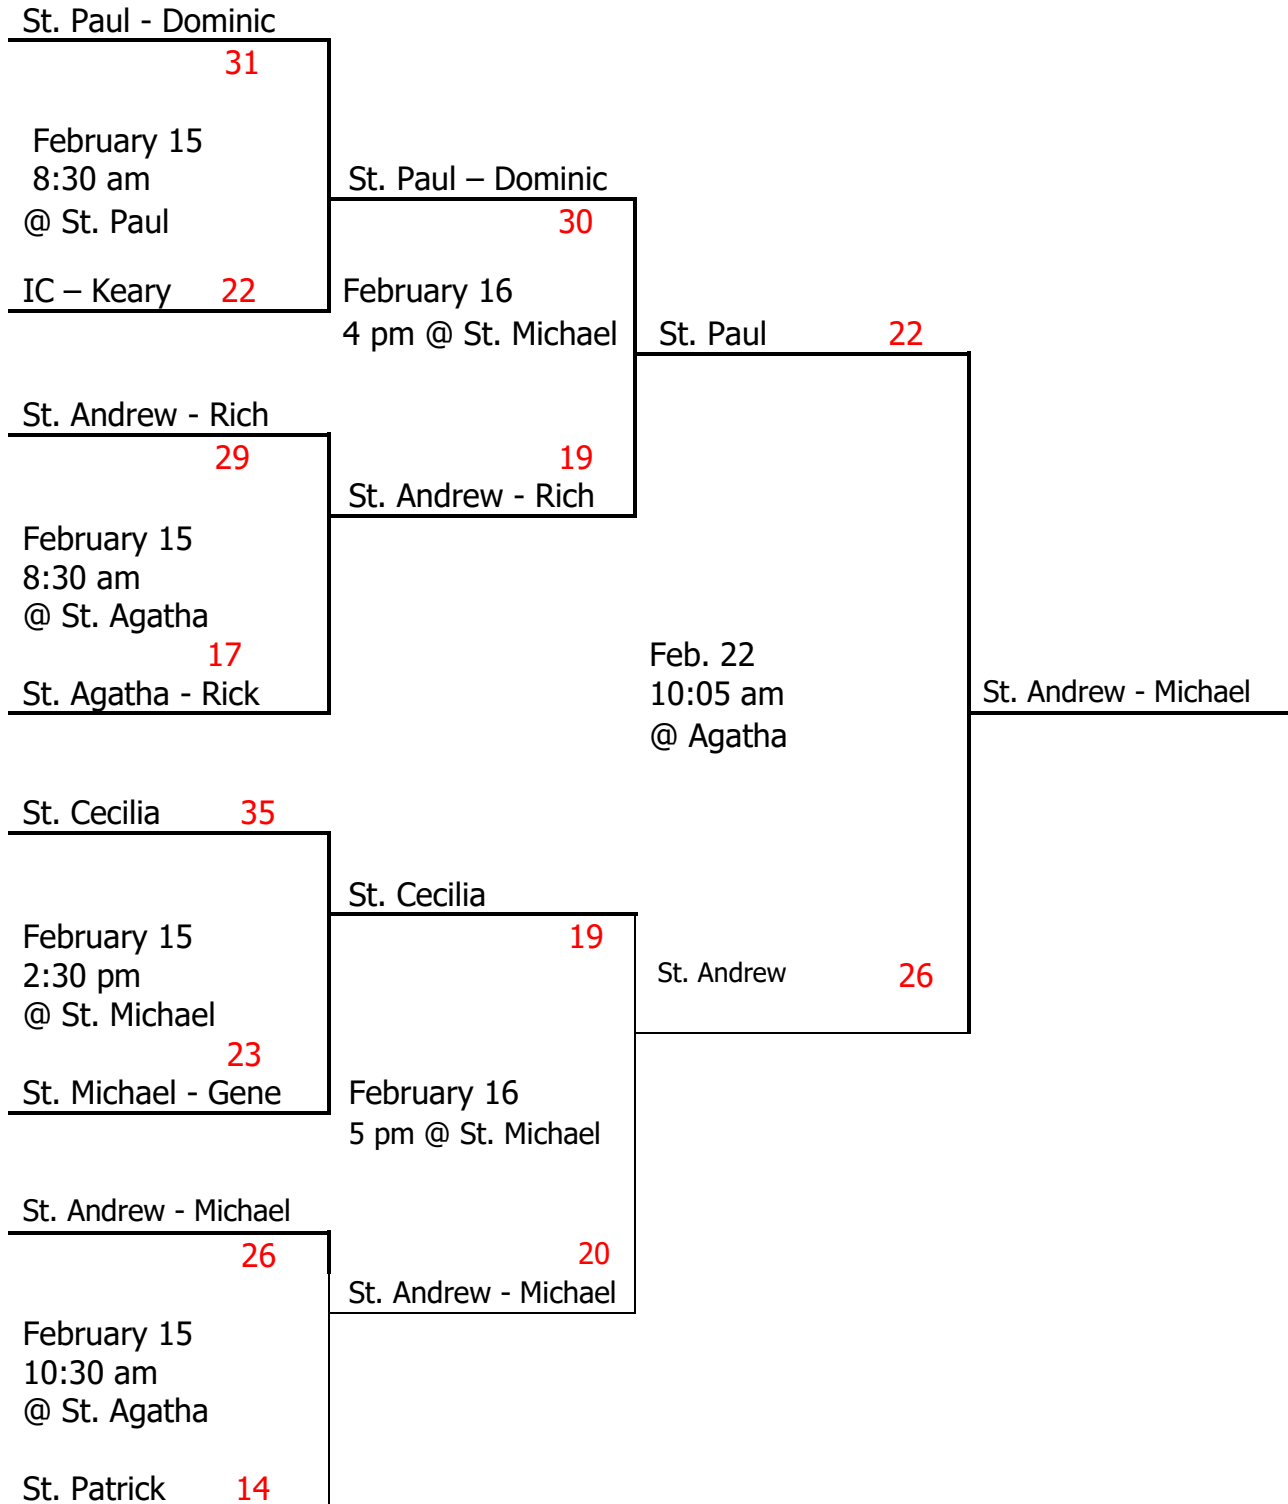 St. Paul - Dominic
31
February 15
8:30 am
@ St. Paul
IC – Keary 22
St. Andrew - Rich
29
February 15
8:30 am
@ St. Agatha
17
St. Agatha - Rick
St. Cecilia 35
February 15
2:30 pm
@ St. Michael
23
St. Michael - Gene
St. Andrew - Michael
26
February 15
10:30 am
@ St. Agatha
St. Patrick 14
St. Paul – Dominic
30
February 16
4 pm @ St. Michael
19
St. Andrew - Rich
St. Cecilia
19
February 16
5 pm @ St. Michael
20
St. Andrew - Michael
St. Paul 22
Feb. 22
10:05 am
@ Agatha
St. Andrew 26
St. Andrew - Michael